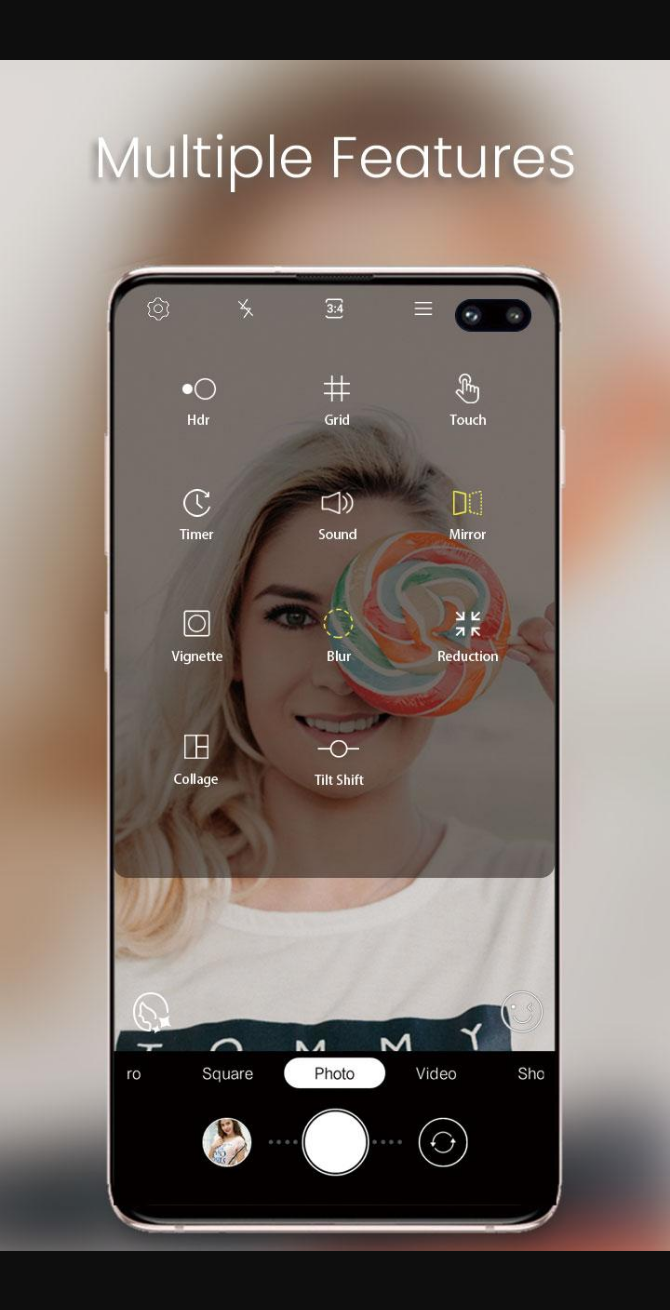 Multiple Features
3:4
Hdr Grid Touch
Timer Sound Mirror
Vignette Blur Reduction
Collage Tilt Shift
TOMMY
ro Square Photo Video Sho